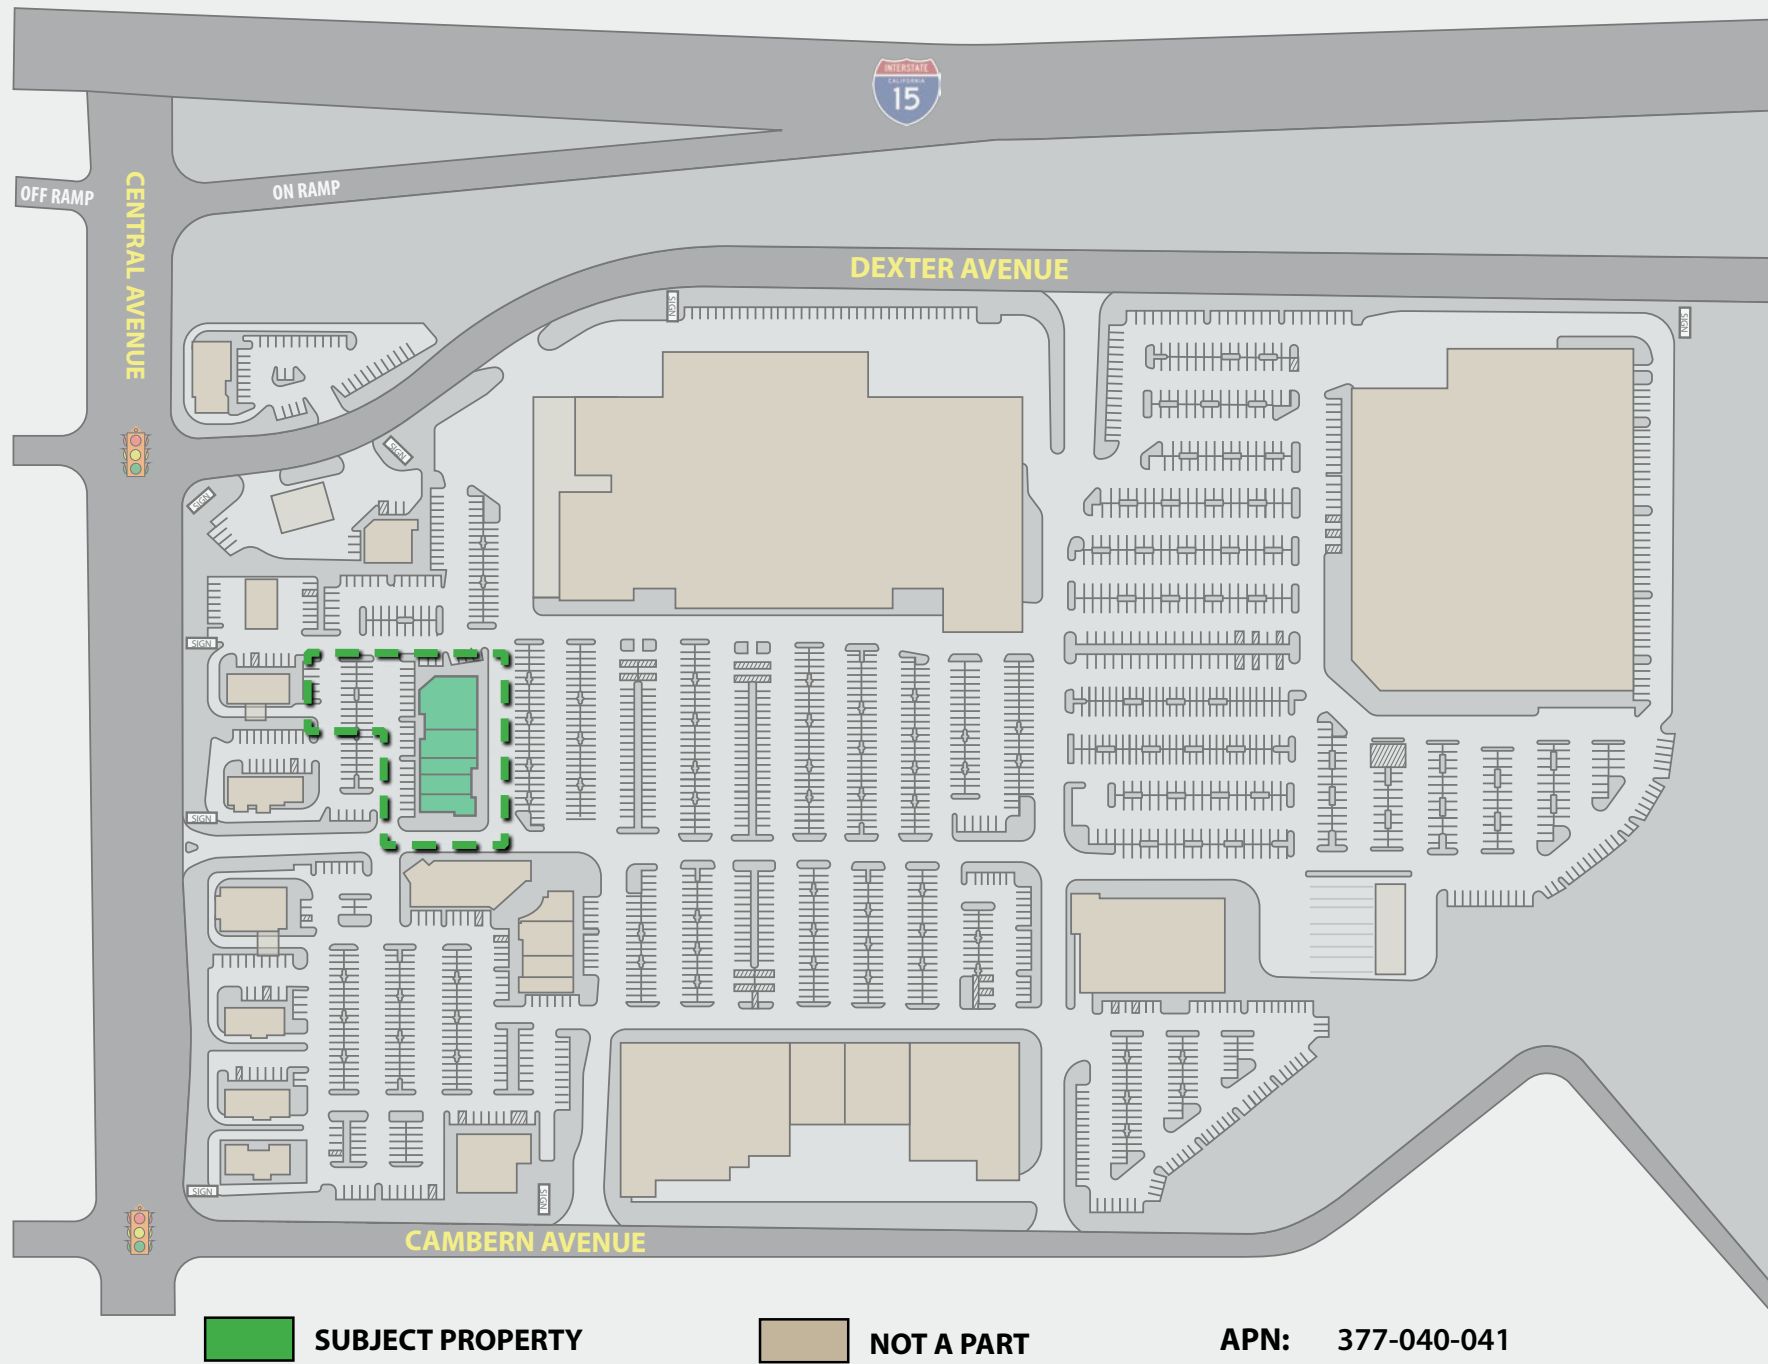 INTERSTATE
CALIFORNIA
15
OFF RAMP
CENTRAL AVENUE
ON RAMP
DEXTER AVENUE
SIGN
SIGN
SIGN
SIGN
SIGN
SIGN
SIGN
SIGN
CAMBERN AVENUE
SUBJECT PROPERTY
NOT A PART
APN: 377-040-041